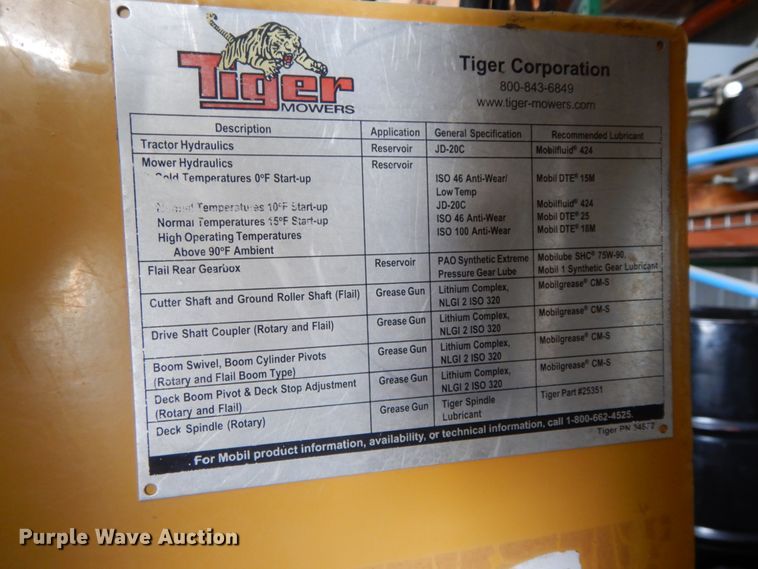 Tiger
MOWERS
Tiger Corporation
800-843-6849
www.tiger-mowers.com
Description Application General Specification Recommended Lubricant
Tractor Hydraulics Reservoir JD-20C Mobilfluid® 424
Mower Hydraulics Reservoir
Cold Temperatures 0ºF Start-up ISO 46 Anti-Wear/ Mobil DTE® 15M
Low Temp
Normal Temperatures 10ºF Start-up JD-20C Mobilfluid® 424
Normal Temperatures 15ºF Start-up ISO 46 Anti-Wear Mobil DTE® 25
High Operating Temperatures ISO 100 Anti-Wear Mobil DTE® 18M
Above 90ºF Ambient
Flail Rear Gearbox Reservoir PAO Synthetic Extreme Mobilube SHC® 75W-90,
Pressure Gear Lube Mobil 1 Synthetic Gear Lubricant
Cutter Shaft and Ground Roller Shaft (Flail) Grease Gun Lithium Complex, Mobilgrease® CM-S
NLGI 2 ISO 320
Drive Shaft Coupler (Rotary and Flail) Grease Gun Lithium Complex, Mobilgrease® CM-S
NLGI 2 ISO 320
Boom Swivel, Boom Cylinder Pivots Grease Gun Lithium Complex, Mobilgrease® CM-S
(Rotary and Flail Boom Type) NLGI 2 ISO 320
Deck Boom Pivot & Deck Stop Adjustment Grease Gun Lithium Complex, Mobilgrease® CM-S
(Rotary and Flail) NLGI 2 ISO 320
Deck Spindle (Rotary) Grease Gun Tiger Spindle Tiger Part #25351
Lubricant
For Mobil product information, availability, or technical information, call 1-800-662-4525.
Tiger PN
Purple Wave Auction